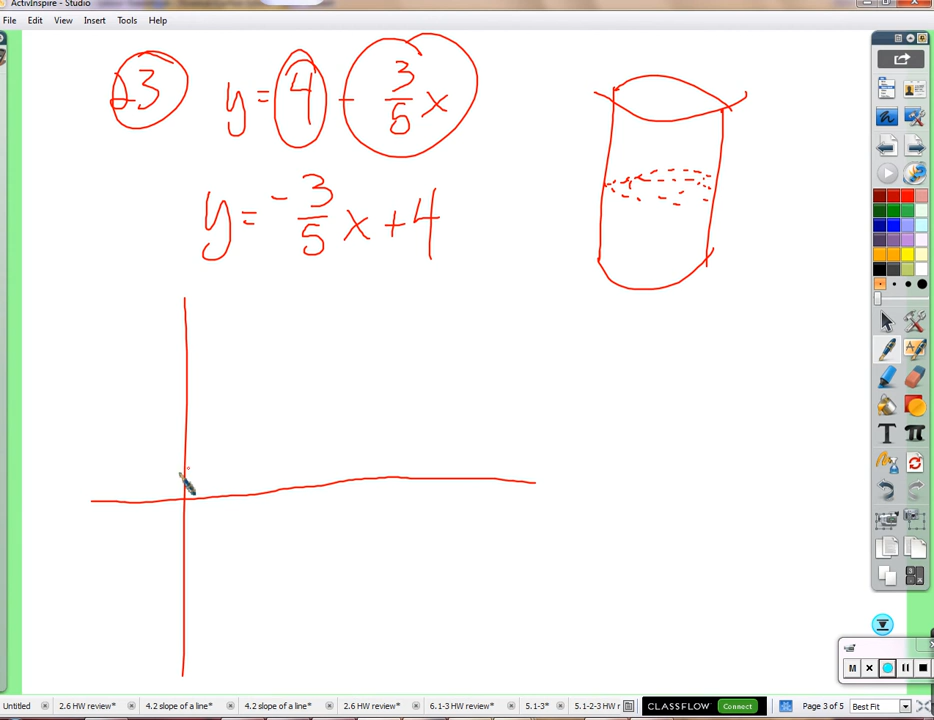 ActivInspire - Studio
File Edit View Insert Tools Help
23 y = 4 - 3/5 x
y = - 3/5 x + 4
M
Untitled 2.6 HW review* 4.2 slope of a line* 4.2 slope of a line* 2.6 HW review* 6.1-3 HW review* 5.1-3* 5.1-2-3 HW r CLASSFLOW Connect Page 3 of 5 Best Fit